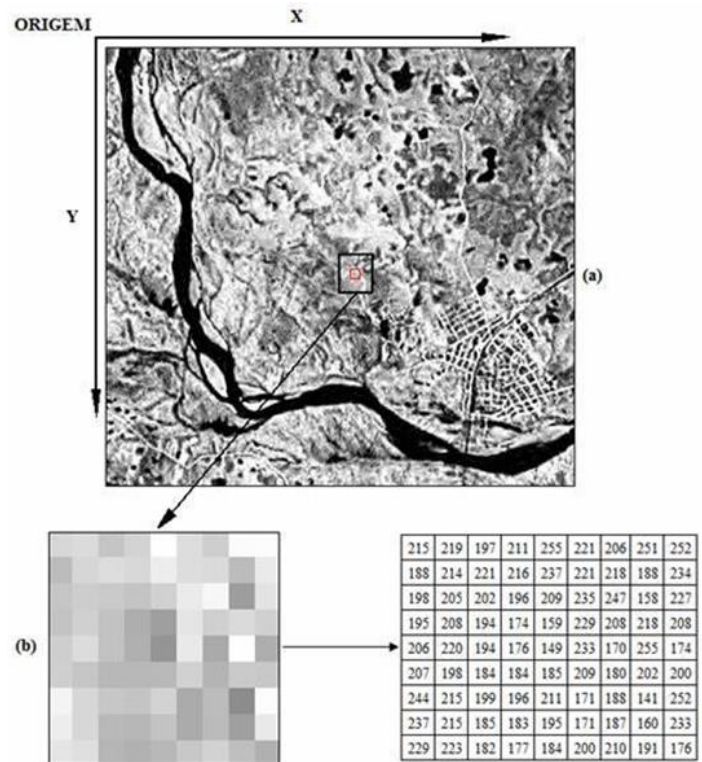 X
ORIGEM
Y
(a)
(b)
215 219 197 211 255 221 206 251 252
188 214 221 216 237 221 218 188 234
198 205 202 196 209 235 247 158 227
195 208 194 174 159 229 208 218 208
206 220 194 176 149 233 170 255 174
207 198 184 184 185 209 180 202 200
244 215 199 196 211 171 188 141 252
237 215 185 183 195 171 187 160 233
229 223 182 177 184 200 210 191 176